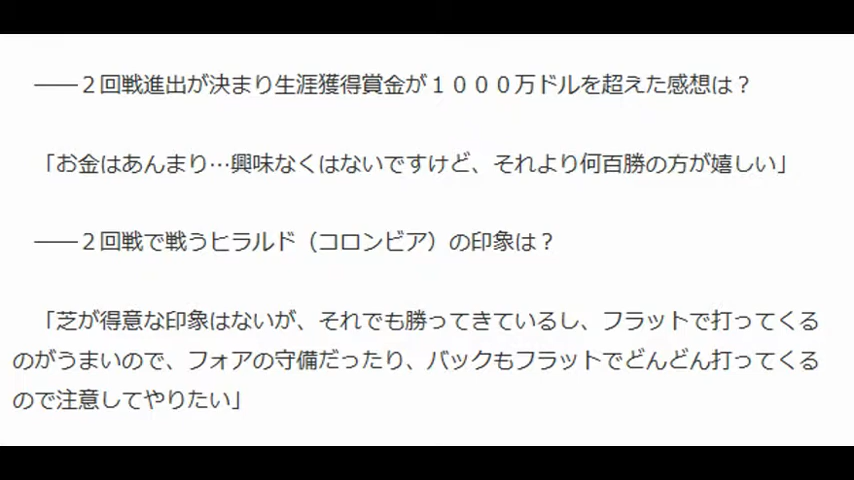 ――２回戦進出が決まり生涯獲得賞金が１０００万ドルを超えた感想は？
「お金はあんまり…興味なくはないですけど、それより何百勝の方が嬉しい」
――２回戦で戦うヒラルド（コロンビア）の印象は？
「芝が得意な印象はないが、それでも勝ってきているし、フラットで打ってくる
のがうまいので、フォアの守備だったり、バックもフラットでどんどん打ってくる
ので注意してやりたい」